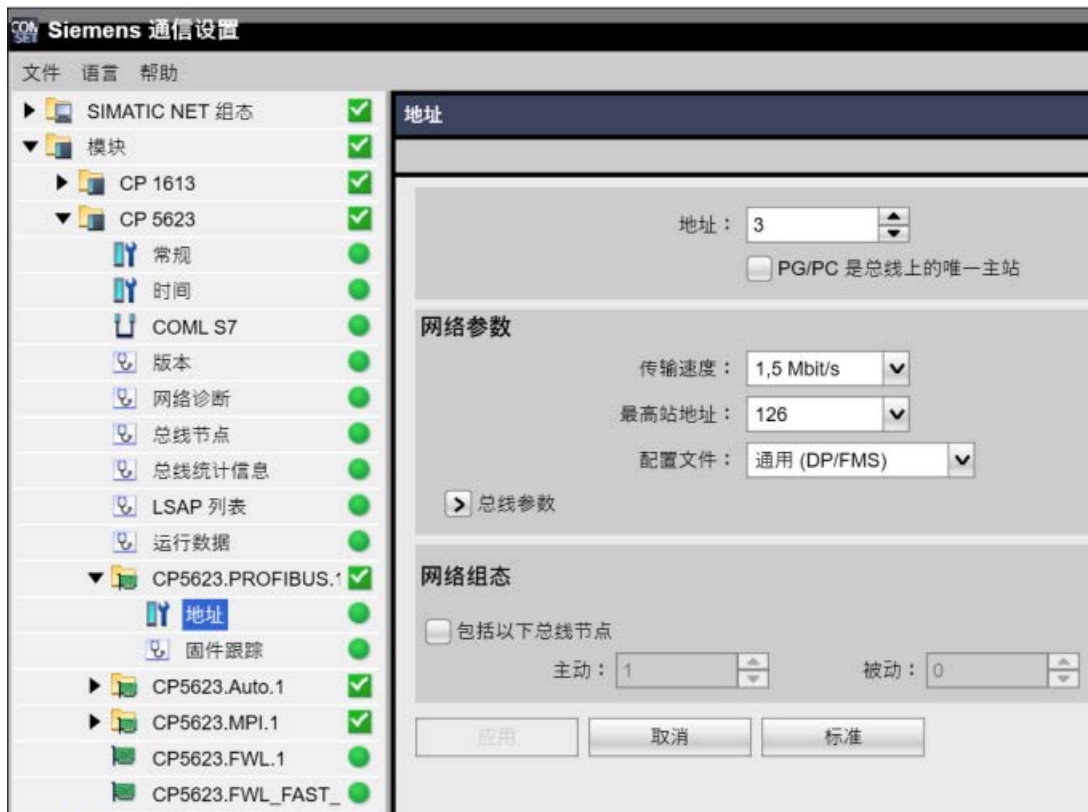 CON SET Siemens 通信设置
文件 语言 帮助
SIMATIC NET 组态
模块
CP 1613
CP 5623
常规
时间
COML S7
版本
网络诊断
总线节点
总线统计信息
LSAP 列表
运行数据
CP5623.PROFIBUS.1
地址
固件跟踪
CP5623.Auto.1
CP5623.MPI.1
CP5623.FWL.1
CP5623.FWL_FAST_
地址
地址： 3
PG/PC 是总线上的唯一主站
网络参数
传输速度： 1,5 Mbit/s
最高站地址： 126
配置文件： 通用 (DP/FMS)
总线参数
网络组态
包括以下总线节点
主动： 1 被动： 0
应用 取消 标准